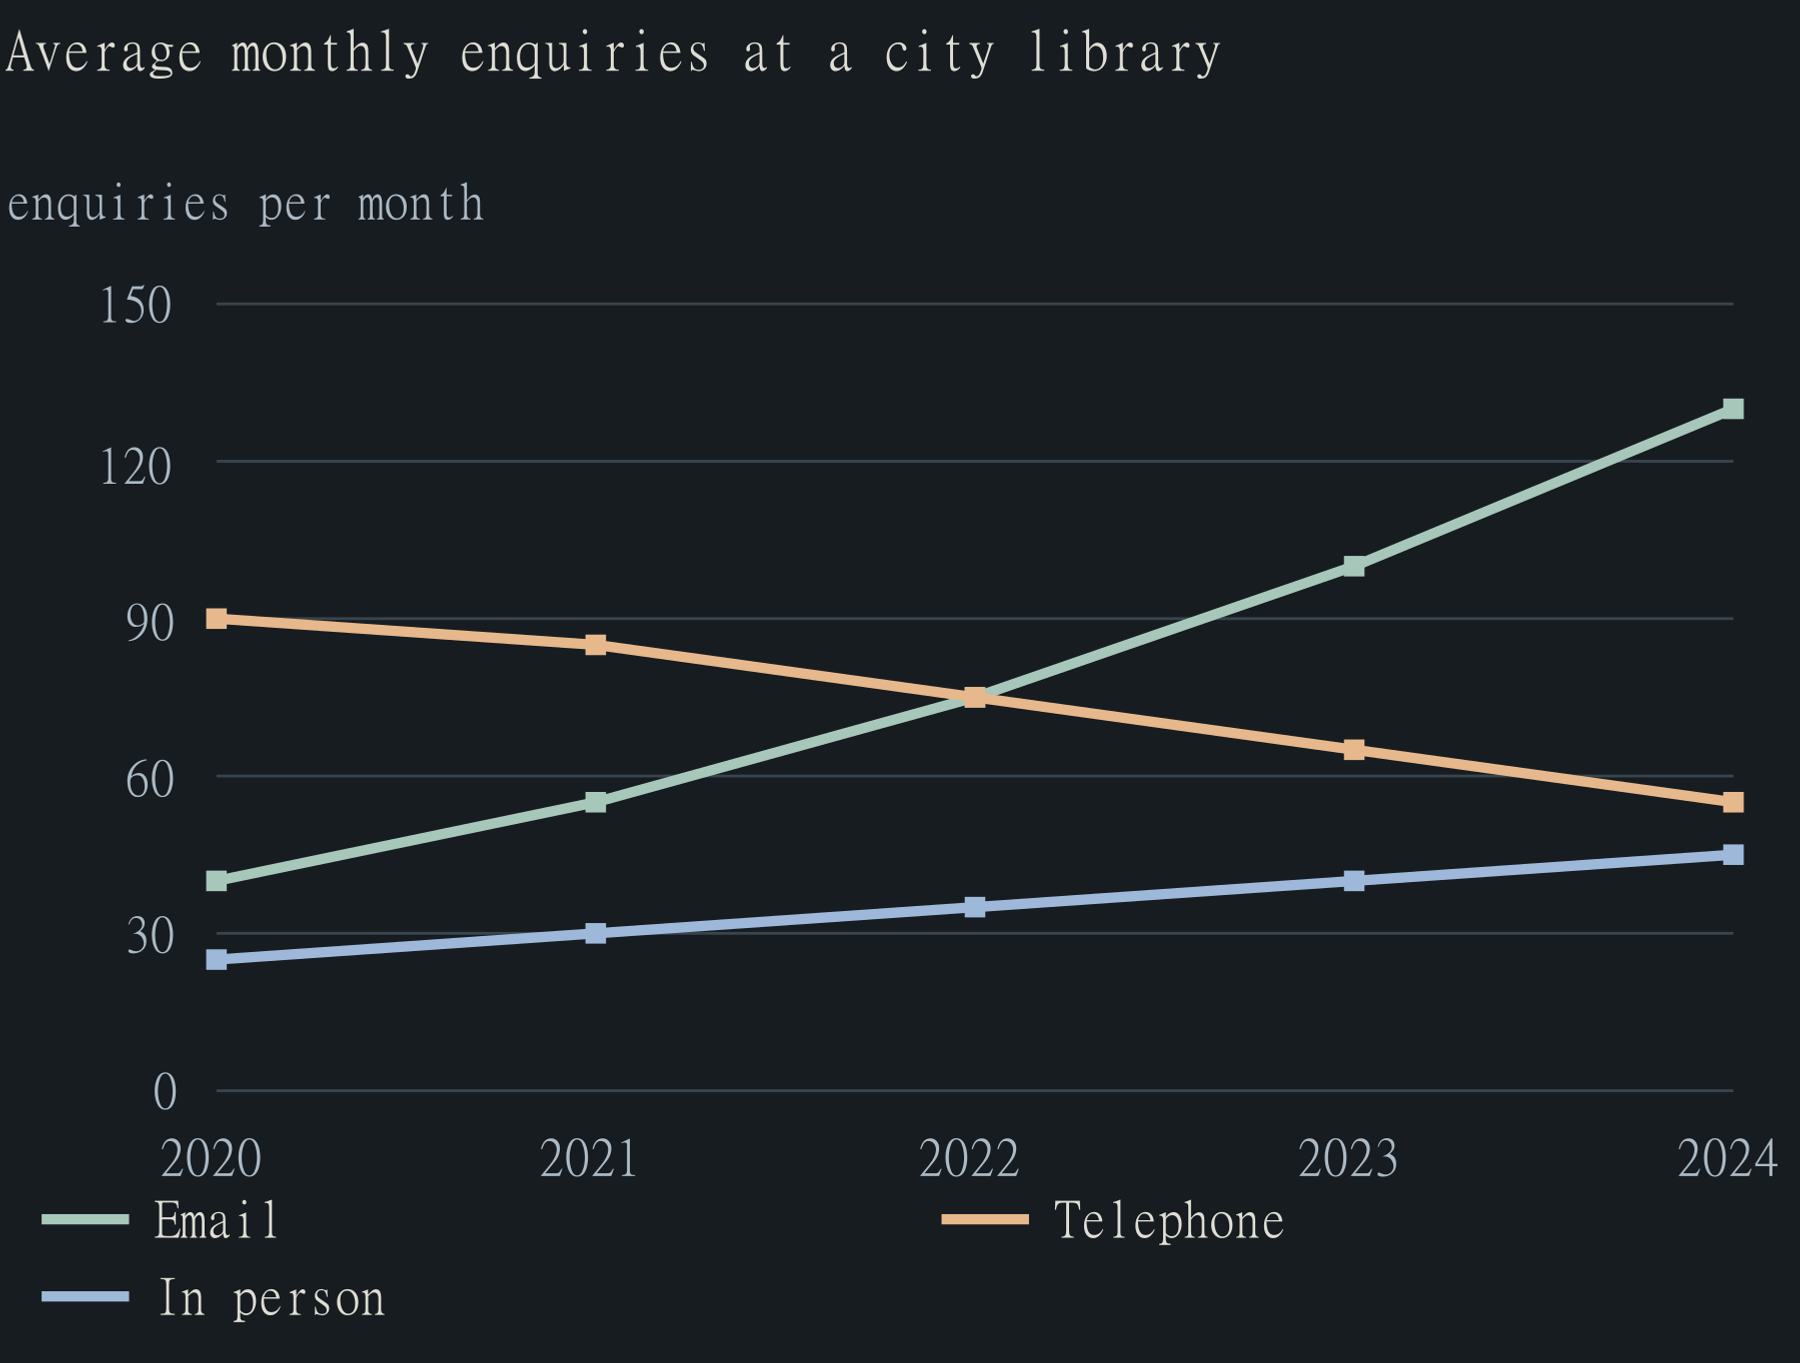 Average monthly enquiries at a city library
enquiries per month
150
120
90
60
30
0
2020 2021 2022 2023 2024
Email Telephone
In person